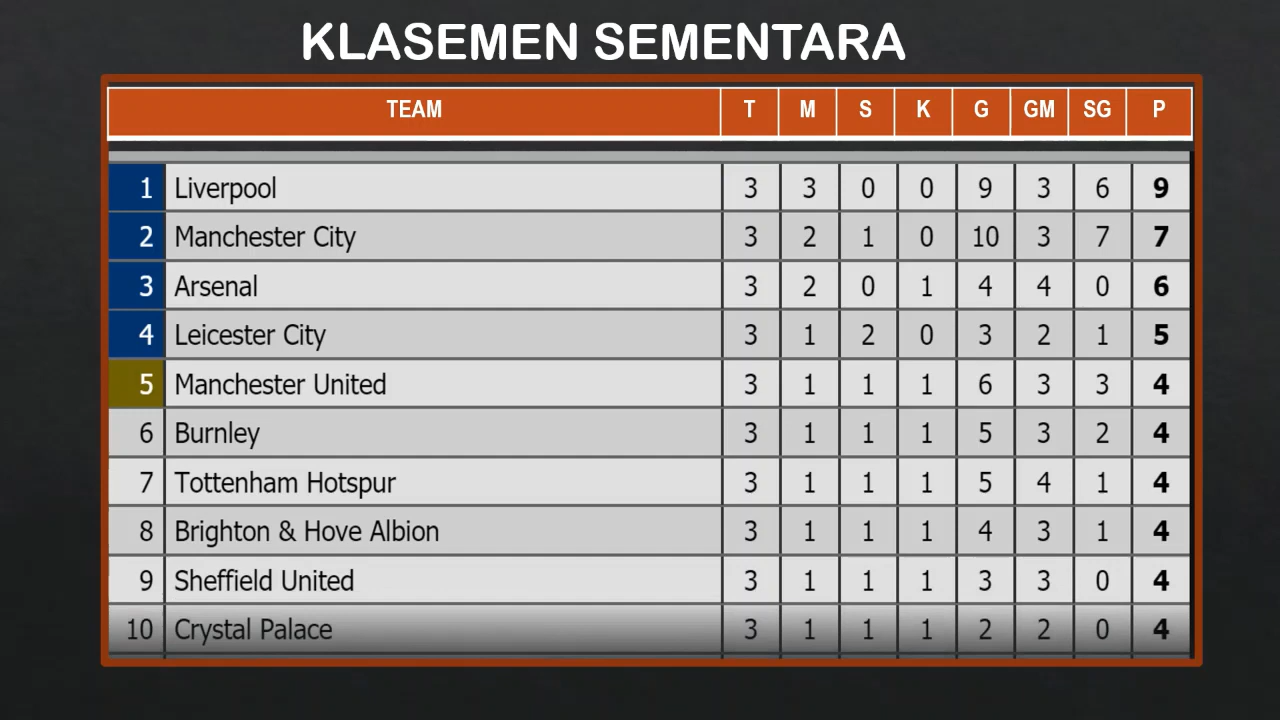 KLASEMEN SEMENTARA
TEAM T M S K G GM SG P
1 Liverpool 3 3 0 0 9 3 6 9
2 Manchester City 3 2 1 0 10 3 7 7
3 Arsenal 3 2 0 1 4 4 0 6
4 Leicester City 3 1 2 0 3 2 1 5
5 Manchester United 3 1 1 1 6 3 3 4
6 Burnley 3 1 1 1 5 3 2 4
7 Tottenham Hotspur 3 1 1 1 5 4 1 4
8 Brighton & Hove Albion 3 1 1 1 4 3 1 4
9 Sheffield United 3 1 1 1 3 3 0 4
10 Crystal Palace 3 1 1 1 2 2 0 4